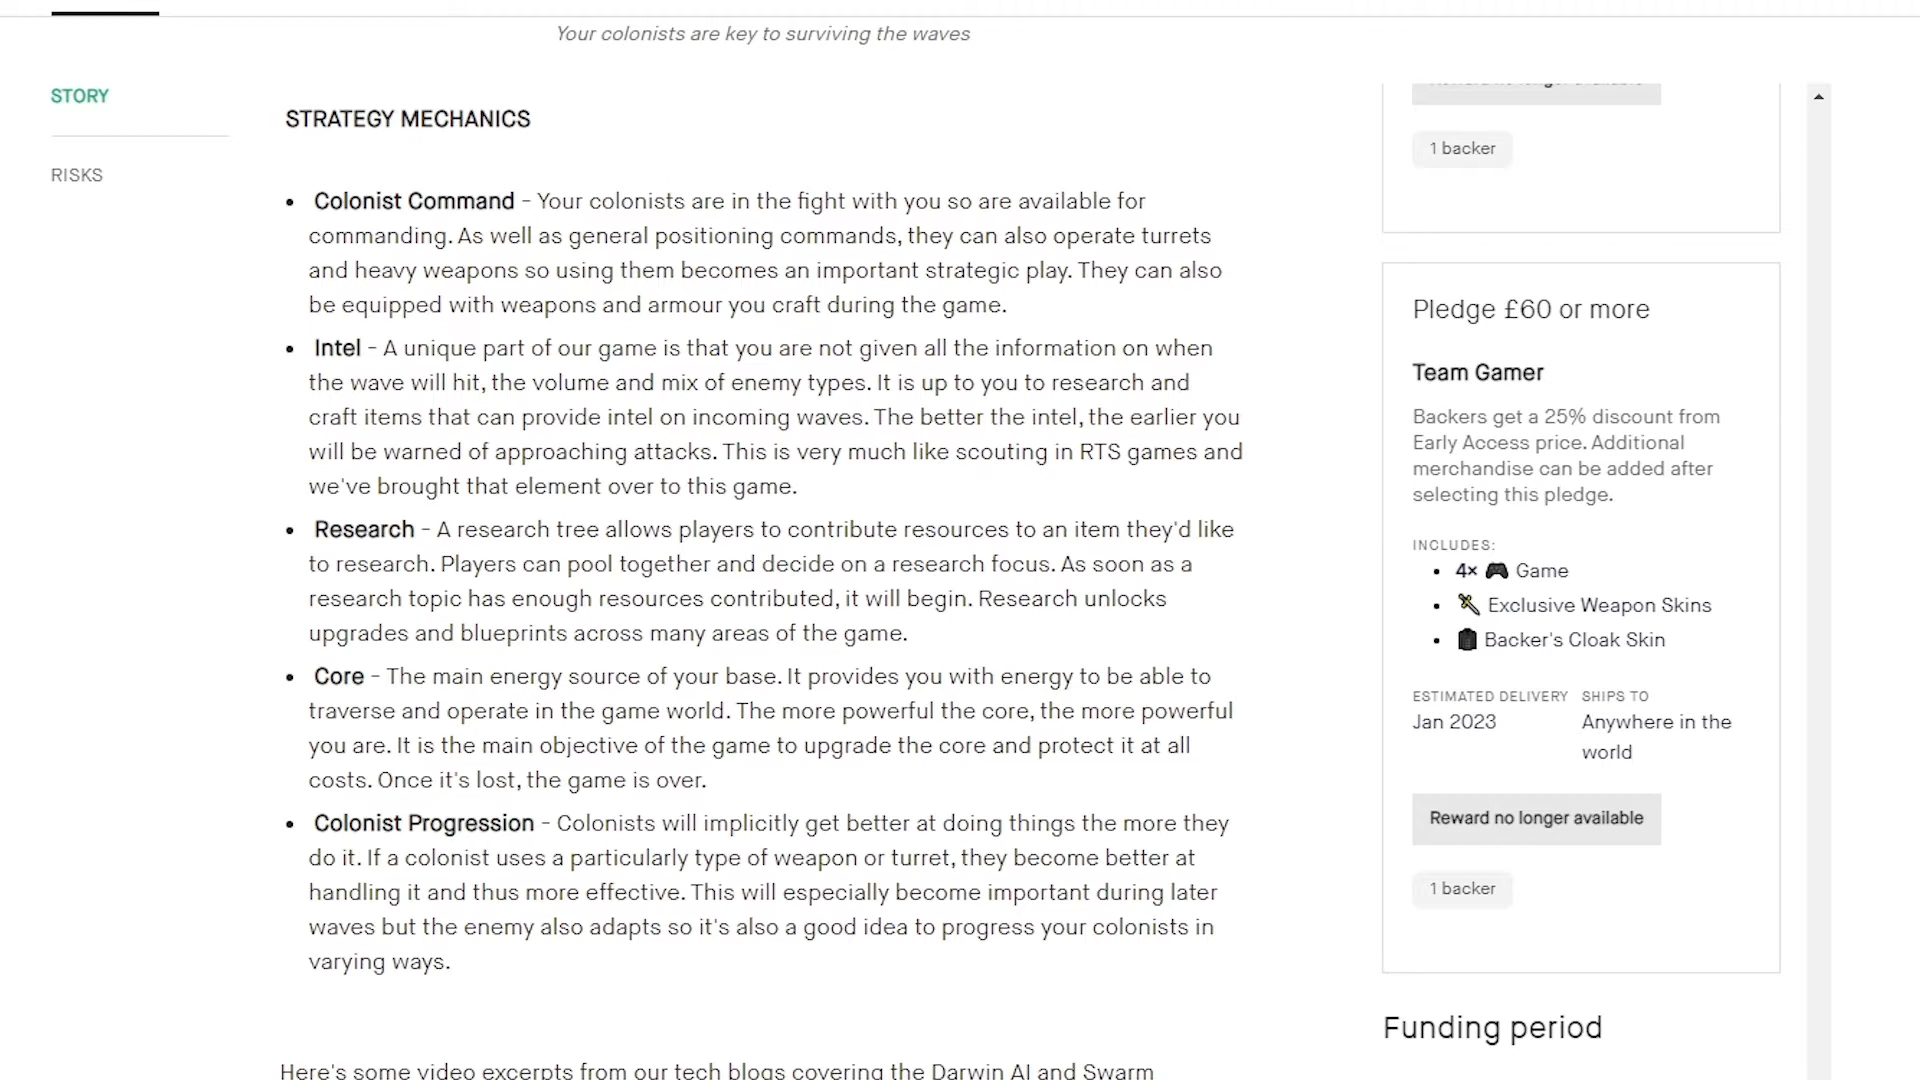 Your colonists are key to surviving the waves
STORY
RISKS
STRATEGY MECHANICS
• Colonist Command - Your colonists are in the fight with you so are available for
commanding. As well as general positioning commands, they can also operate turrets
and heavy weapons so using them becomes an important strategic play. They can also
be equipped with weapons and armour you craft during the game.
• Intel - A unique part of our game is that you are not given all the information on when
the wave will hit, the volume and mix of enemy types. It is up to you to research and
craft items that can provide intel on incoming waves. The better the intel, the earlier you
will be warned of approaching attacks. This is very much like scouting in RTS games and
we've brought that element over to this game.
• Research - A research tree allows players to contribute resources to an item they'd like
to research. Players can pool together and decide on a research focus. As soon as a
research topic has enough resources contributed, it will begin. Research unlocks
upgrades and blueprints across many areas of the game.
• Core - The main energy source of your base. It provides you with energy to be able to
traverse and operate in the game world. The more powerful the core, the more powerful
you are. It is the main objective of the game to upgrade the core and protect it at all
costs. Once it's lost, the game is over.
• Colonist Progression - Colonists will implicitly get better at doing things the more they
do it. If a colonist uses a particularly type of weapon or turret, they become better at
handling it and thus more effective. This will especially become important during later
waves but the enemy also adapts so it's also a good idea to progress your colonists in
varying ways.
Here's some video excerpts from our tech blogs covering the Darwin AI and Swarm
1 backer
Pledge £60 or more
Team Gamer
Backers get a 25% discount from
Early Access price. Additional
merchandise can be added after
selecting this pledge.
INCLUDES:
• 4× 🎮 Game
• 🗡 Exclusive Weapon Skins
• Backer's Cloak Skin
ESTIMATED DELIVERY
Jan 2023
SHIPS TO
Anywhere in the
world
Reward no longer available
1 backer
Funding period